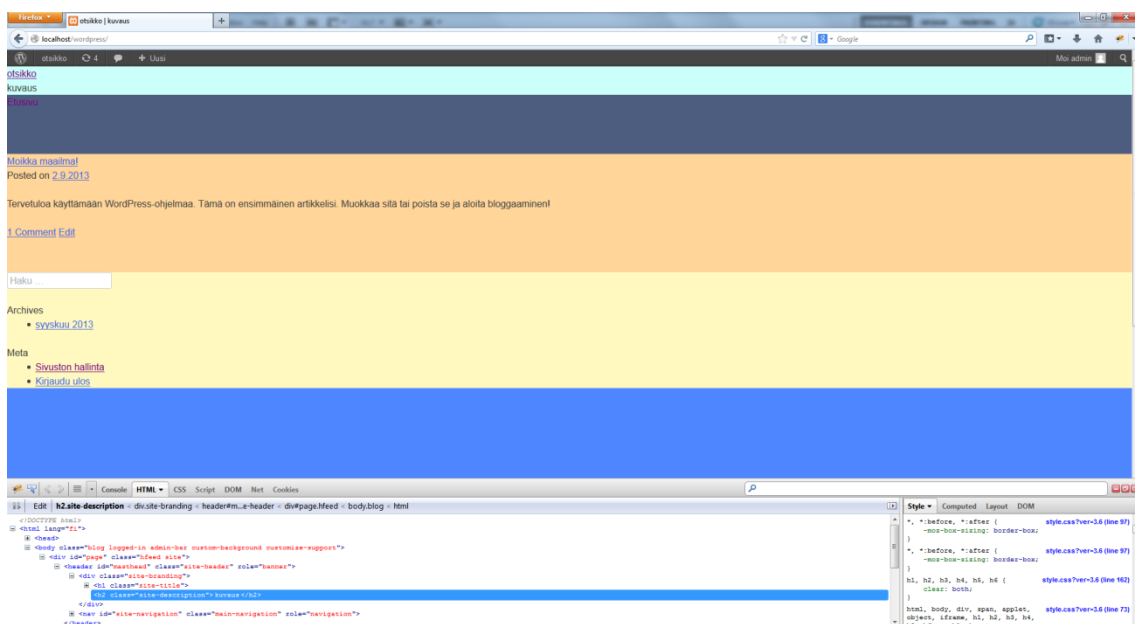 Firefox
otsikko | kuvaus
+
localhost/wordpress/
Google
otsikko 4 + Uusi
Moi admin
otsikko
kuvaus
Etusivu
Moikka maailma!
Posted on 2.9.2013
Tervetuloa käyttämään WordPress-ohjelmaa. Tämä on ensimmäinen artikkelisi. Muokkaa sitä tai poista se ja aloita bloggaaminen!
1 Comment Edit
Haku ...
Archives
syyskuu 2013
Meta
Sivuston hallinta
Kirjaudu ulos
Console HTML CSS Script DOM Net Cookies
Edit h2.site-description < div.site-branding < header#m...e-header < div#page.hfeed < body.blog < html
<!DOCTYPE html>
<html lang="fi">
<head>
<body class="blog logged-in admin-bar custom-background customize-support">
<div id="page" class="hfeed site">
<header id="masthead" class="site-header" role="banner">
<div class="site-branding">
<h1 class="site-title">
<h2 class="site-description">kuvaus</h2>
</div>
<nav id="site-navigation" class="main-navigation" role="navigation">
</header>
Style Computed Layout DOM
*, *:before, *:after { style.css?ver=3.6 (line 97)
-moz-box-sizing: border-box;
}
*, *:before, *:after { style.css?ver=3.6 (line 97)
-moz-box-sizing: border-box;
}
h1, h2, h3, h4, h5, h6 { style.css?ver=3.6 (line 162)
clear: both;
}
html, body, div, span, applet, style.css?ver=3.6 (line 73)
object, iframe, h1, h2, h3, h4,